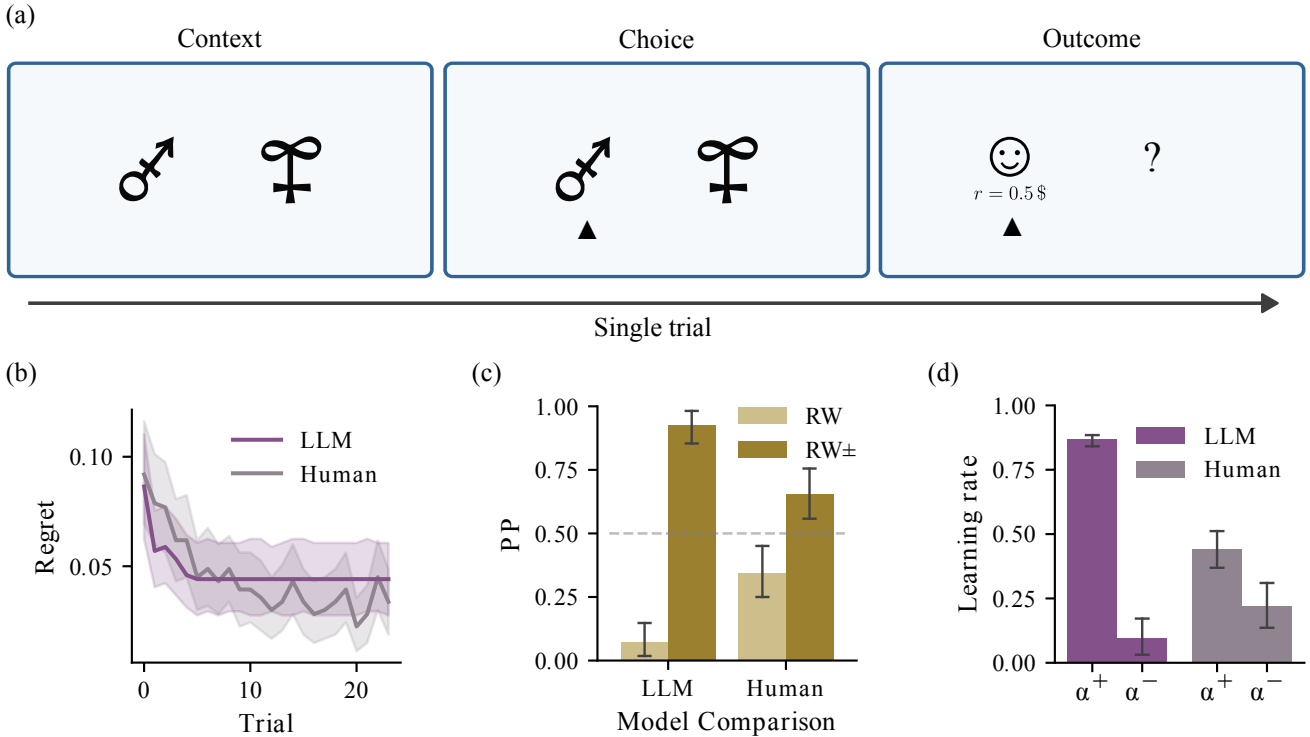 (a)
Context
Choice
Outcome
r = 0.5 $
?
Single trial
(b)
Regret
0.10
0.05
LLM
Human
0
10
20
Trial
(c)
PP
1.00
0.75
0.50
0.25
0.00
RW
RW±
LLM
Human
Model Comparison
(d)
Learning rate
1.00
0.75
0.50
0.25
0.00
LLM
Human
α+ α− α+ α−